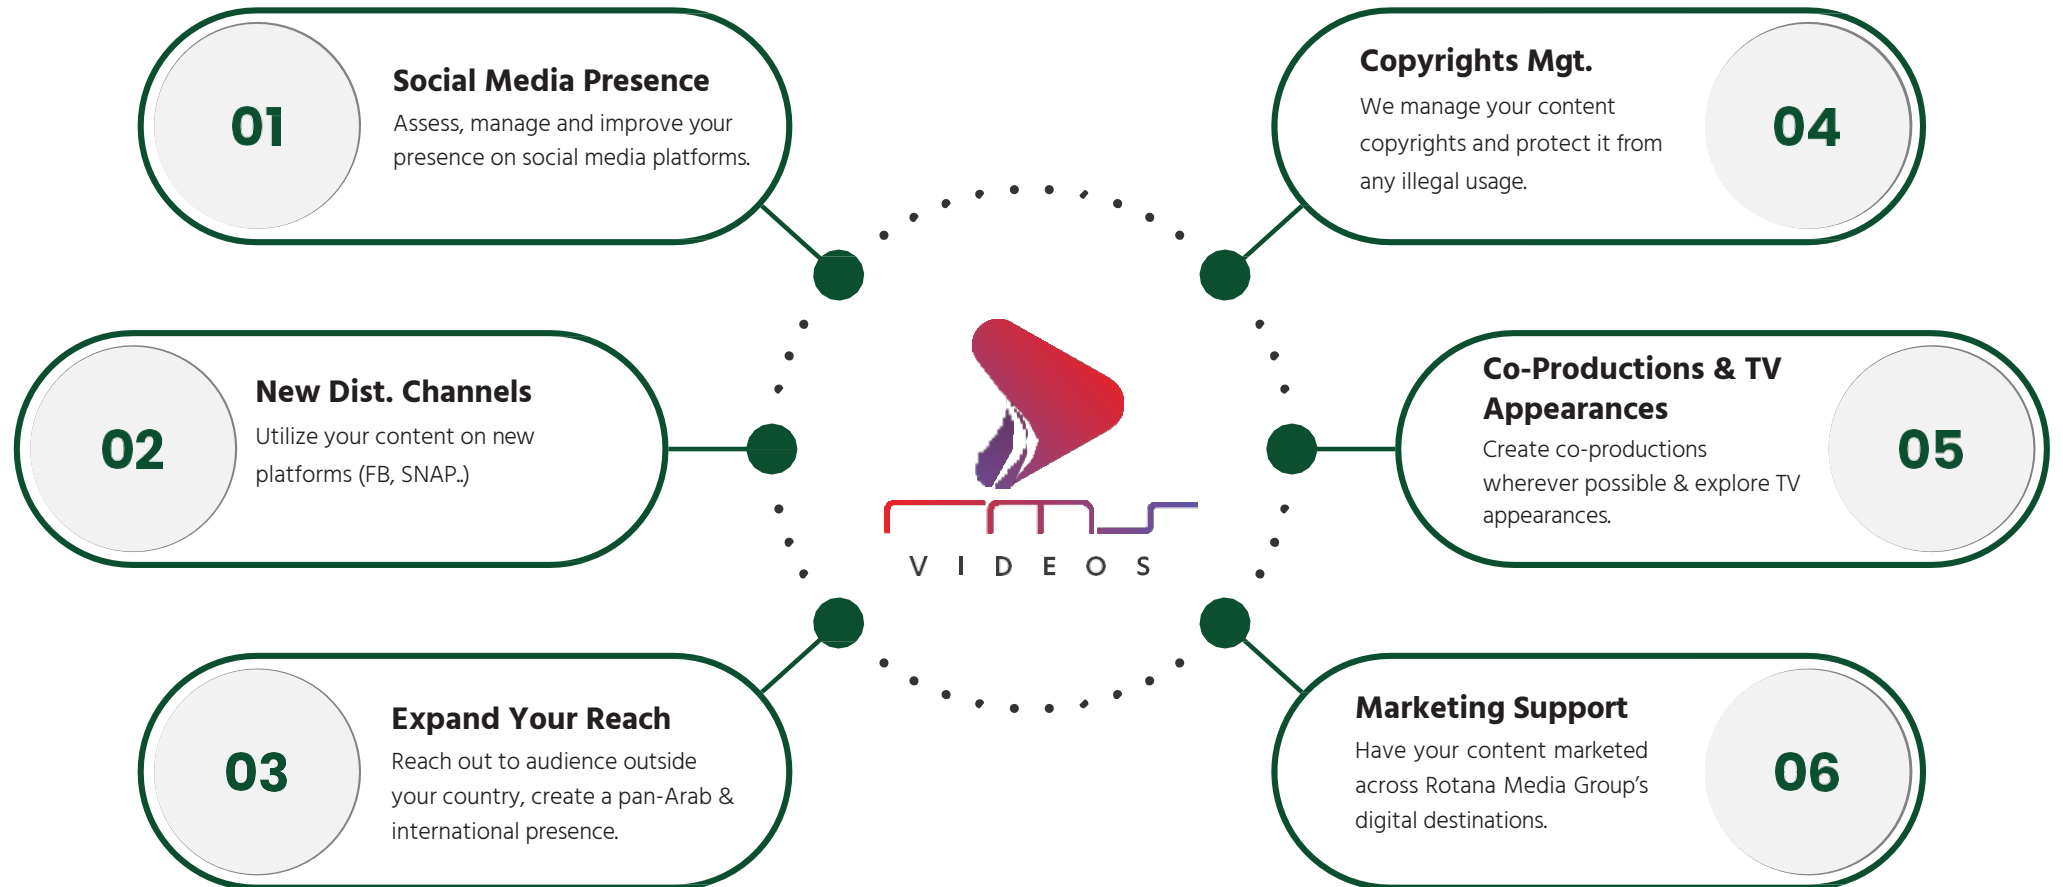 01
Social Media Presence
Assess, manage and improve your
presence on social media platforms.
02
New Dist. Channels
Utilize your content on new
platforms (FB, SNAP..)
03
Expand Your Reach
Reach out to audience outside
your country, create a pan-Arab &
international presence.
VIDEOS
Copyrights Mgt.
We manage your content
copyrights and protect it from
any illegal usage.
04
Co-Productions & TV
Appearances
Create co-productions
wherever possible & explore TV
appearances.
05
Marketing Support
Have your content marketed
across Rotana Media Group’s
digital destinations.
06